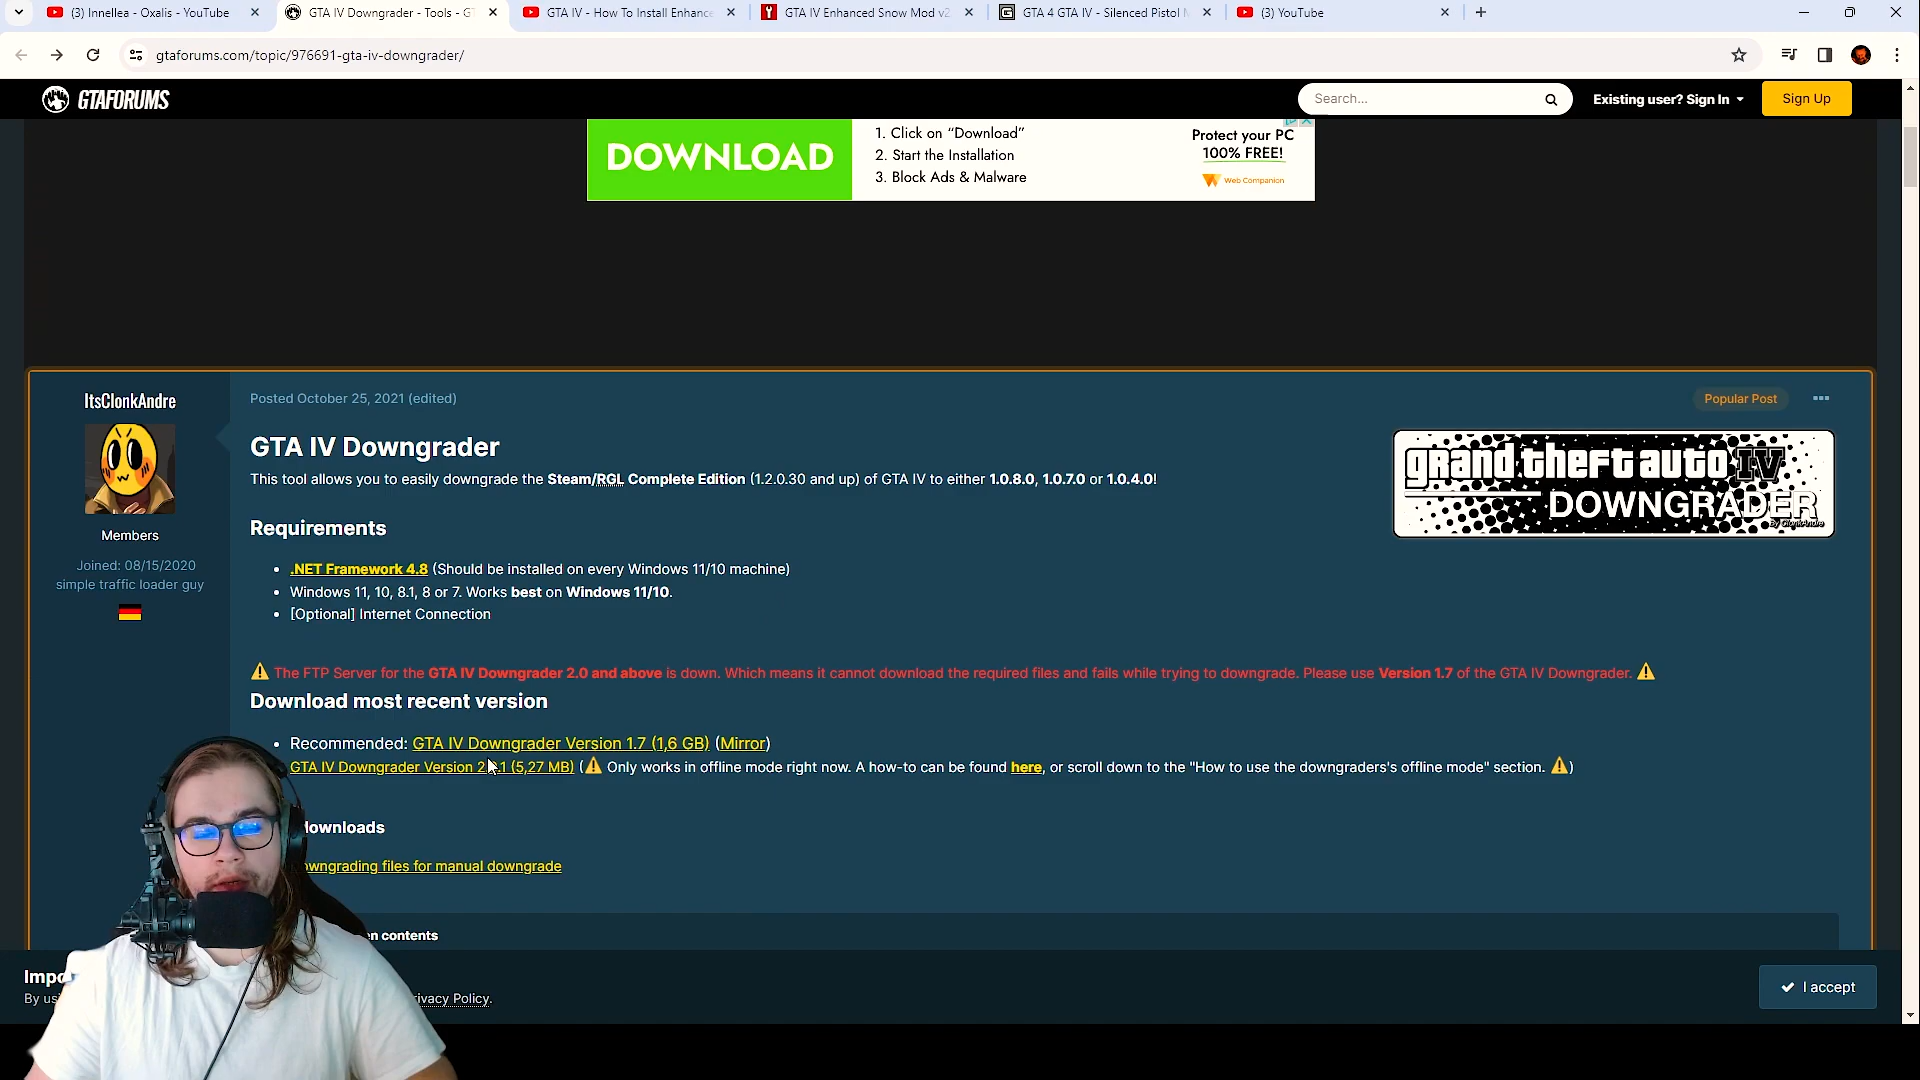 (3) Innellea - Oxalis - YouTube
GTA IV Downgrader - Tools - GT
GTA IV - How To Install Enhance
GTA IV Enhanced Snow Mod v2
GTA 4 GTA IV - Silenced Pistol M
(3) YouTube
gtaforums.com/topic/976691-gta-iv-downgrader/
GTAFORUMS
Search...
Existing user? Sign In
Sign Up
DOWNLOAD
1. Click on “Download”
2. Start the Installation
3. Block Ads & Malware
Protect your PC
100% FREE!
Web Companion
ItsClonkAndre
Members
Joined: 08/15/2020
simple traffic loader guy
Posted October 25, 2021 (edited)
Popular Post
GTA IV Downgrader
This tool allows you to easily downgrade the Steam/RGL Complete Edition (1.2.0.30 and up) of GTA IV to either 1.0.8.0, 1.0.7.0 or 1.0.4.0!
grand theft auto IV
DOWNGRADER
By ClonkAndre
Requirements
• .NET Framework 4.8 (Should be installed on every Windows 11/10 machine)
• Windows 11, 10, 8.1, 8 or 7. Works best on Windows 11/10.
• [Optional] Internet Connection
The FTP Server for the GTA IV Downgrader 2.0 and above is down. Which means it cannot download the required files and fails while trying to downgrade. Please use Version 1.7 of the GTA IV Downgrader.
Download most recent version
• Recommended: GTA IV Downgrader Version 1.7 (1,6 GB) (Mirror)
GTA IV Downgrader Version (5,27 MB) ( Only works in offline mode right now. A how-to can be found here, or scroll down to the "How to use the downgraders's offline mode" section. )
downloads
owngrading files for manual downgrade
en contents
Impo
By usi
rivacy Policy.
I accept